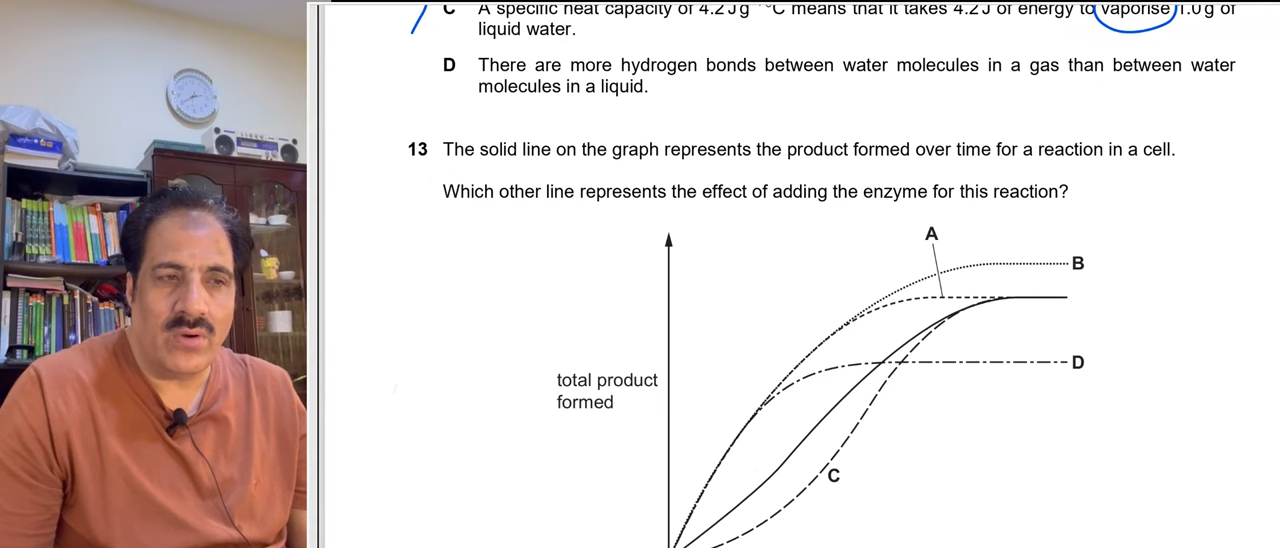 C A specific heat capacity of 4.2 J g °C means that it takes 4.2 J of energy to vaporise 1.0 g of
liquid water.
D There are more hydrogen bonds between water molecules in a gas than between water
molecules in a liquid.
13 The solid line on the graph represents the product formed over time for a reaction in a cell.
Which other line represents the effect of adding the enzyme for this reaction?
A
B
total product
formed
D
C